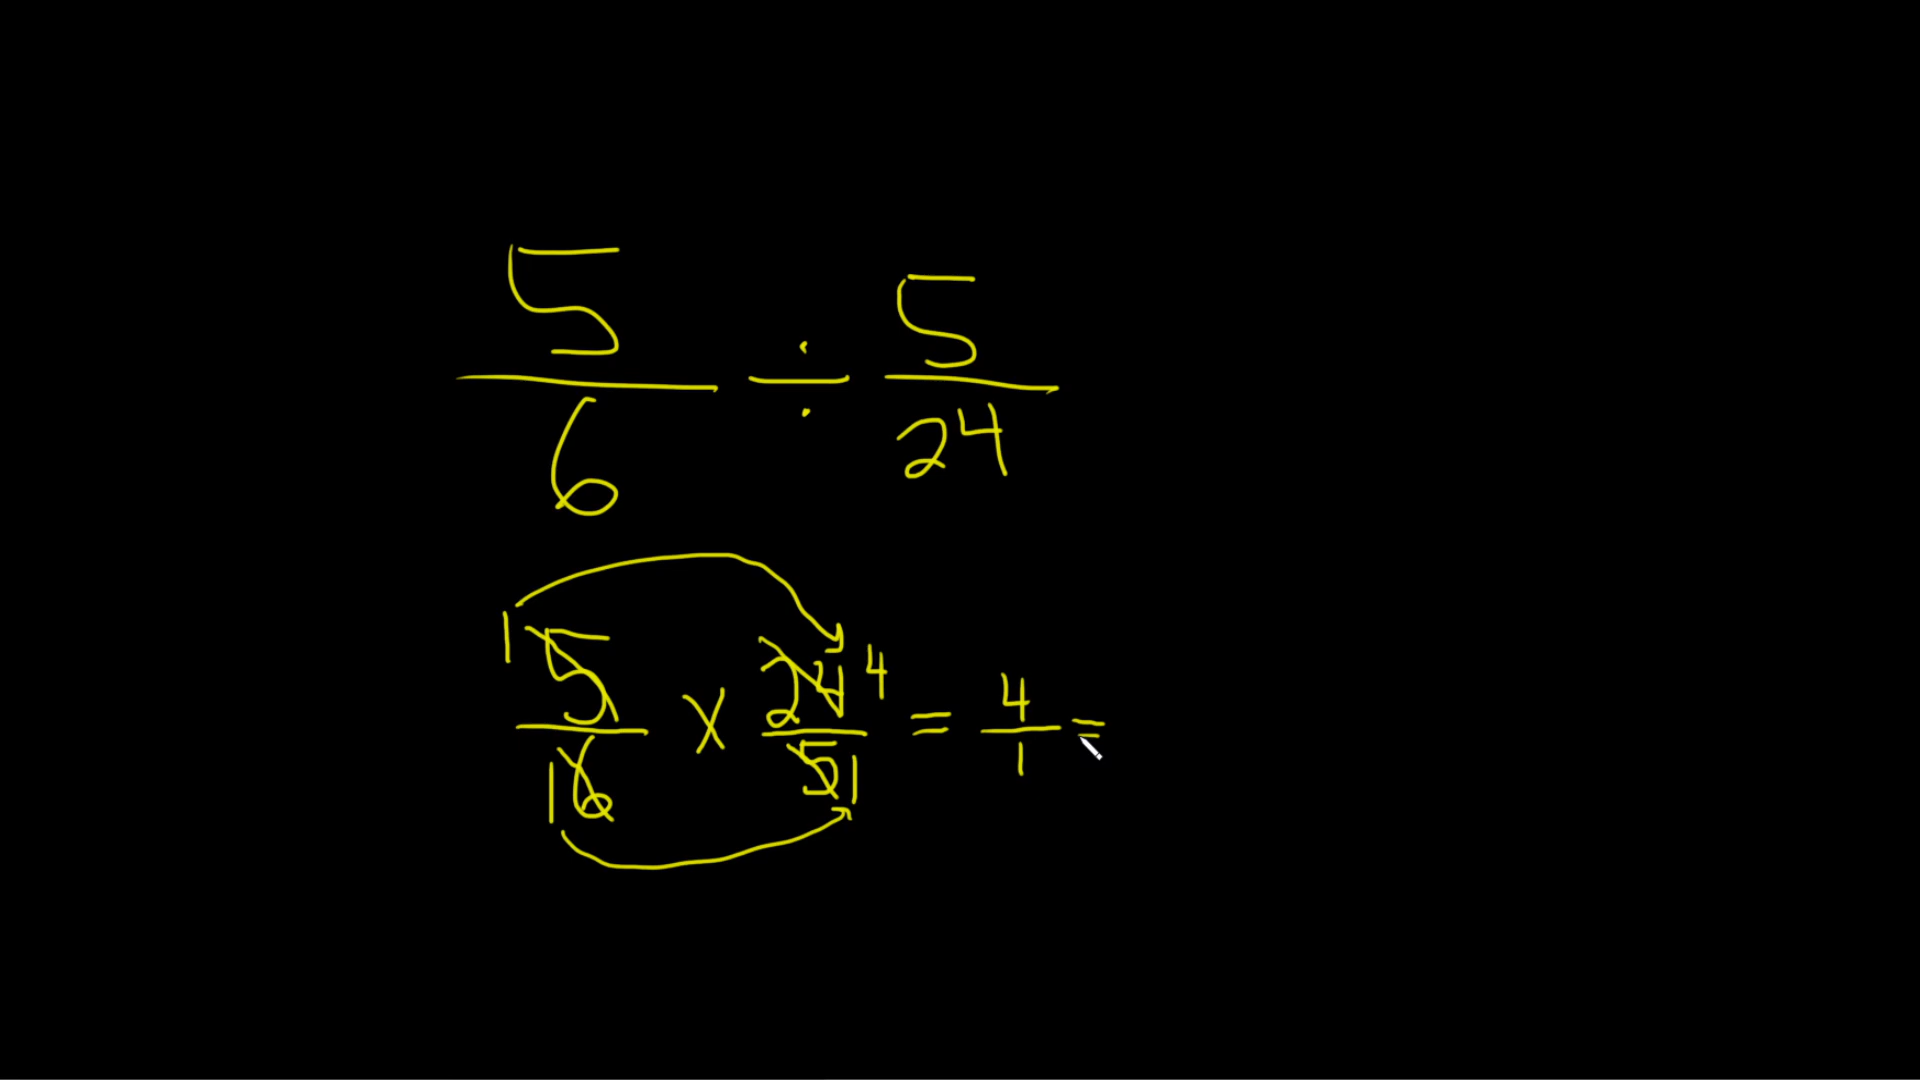 5/6 ÷ 5/24
1 5/1 6 × 24 4/5 1 = 4/1 =